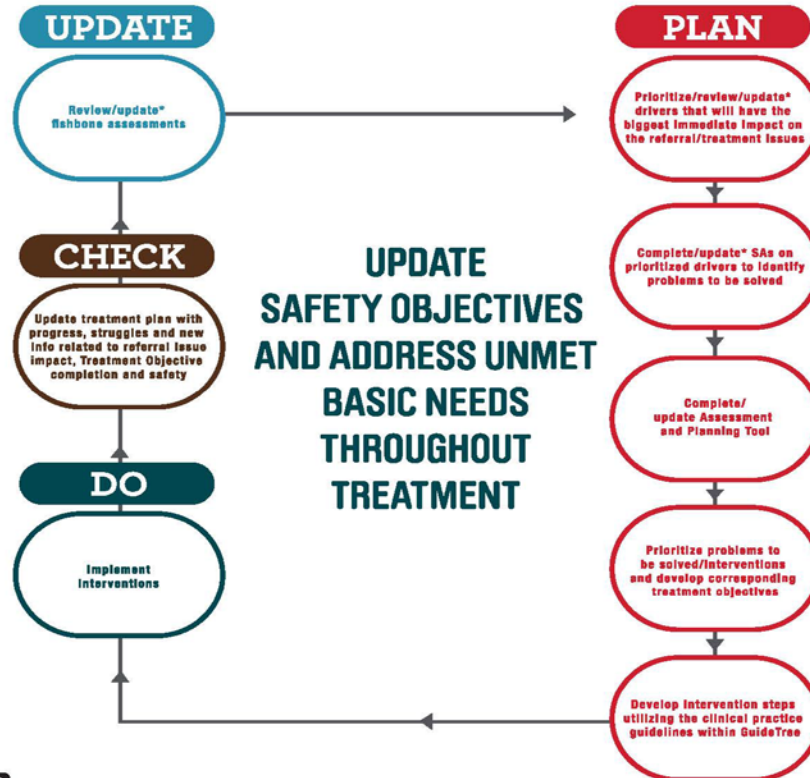 UPDATE
Review/update*
fishbone assessments
PLAN
Prioritize/review/update*
drivers that will have the
biggest immediate impact on
the referral/treatment issues
CHECK
Update treatment plan with
progress, struggles and new
info related to referral issue
impact, Treatment Objective
completion and safety
UPDATE
SAFETY OBJECTIVES
AND ADDRESS UNMET
BASIC NEEDS
THROUGHOUT
TREATMENT
Complete/update* SAs on
prioritized drivers to identify
problems to be solved
Complete/
update Assessment
and Planning Tool
DO
Implement
interventions
Prioritize problems to
be solved/interventions
and develop corresponding
treatment objectives
Develop intervention steps
utilizing the clinical practice
guidelines within GuideTree